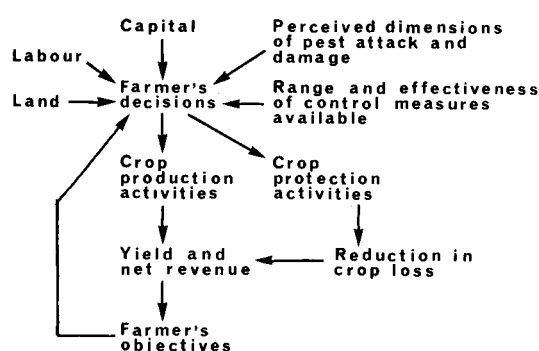 Capital
Perceived dimensions
of pest attack and
damage
Labour
Land
Farmer's
decisions
Range and effectiveness
of control measures
available
Crop
production
activities
Crop
protection
activities
Yield and
net revenue
Reduction in
crop loss
Farmer's
objectives